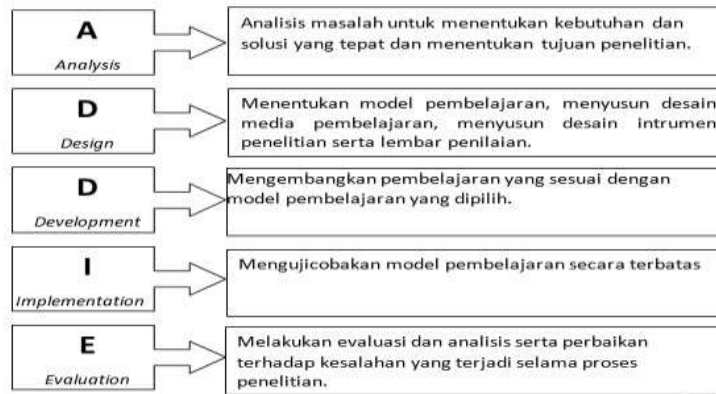 A
Analysis
Analisis masalah untuk menentukan kebutuhan dan
solusi yang tepat dan menentukan tujuan penelitian.
D
Design
Menentukan model pembelajaran, menyusun desain
media pembelajaran, menyusun desain intrumen
penelitian serta lembar penilaian.
D
Development
Mengembangkan pembelajaran yang sesuai dengan
model pembelajaran yang dipilih.
I
Implementation
Mengujicobakan model pembelajaran secara terbatas
E
Evaluation
Melakukan evaluasi dan analisis serta perbaikan
terhadap kesalahan yang terjadi selama proses
penelitian.